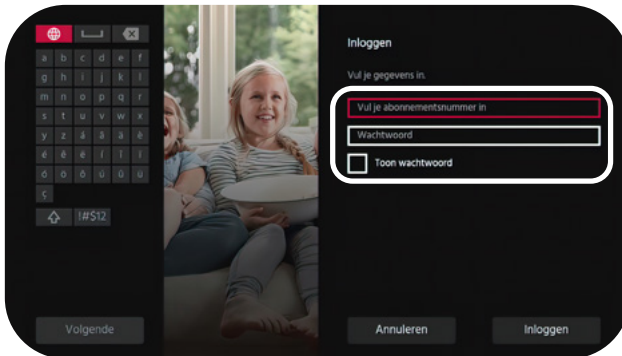 a b c d e f
g h i j k l
m n o p q r
s t u v w x
y z
ç
!#$12
Volgende
Inloggen
Vul je gegevens in.
Vul je abonnementsnummer in
Wachtwoord
Toon wachtwoord
Annuleren
Inloggen